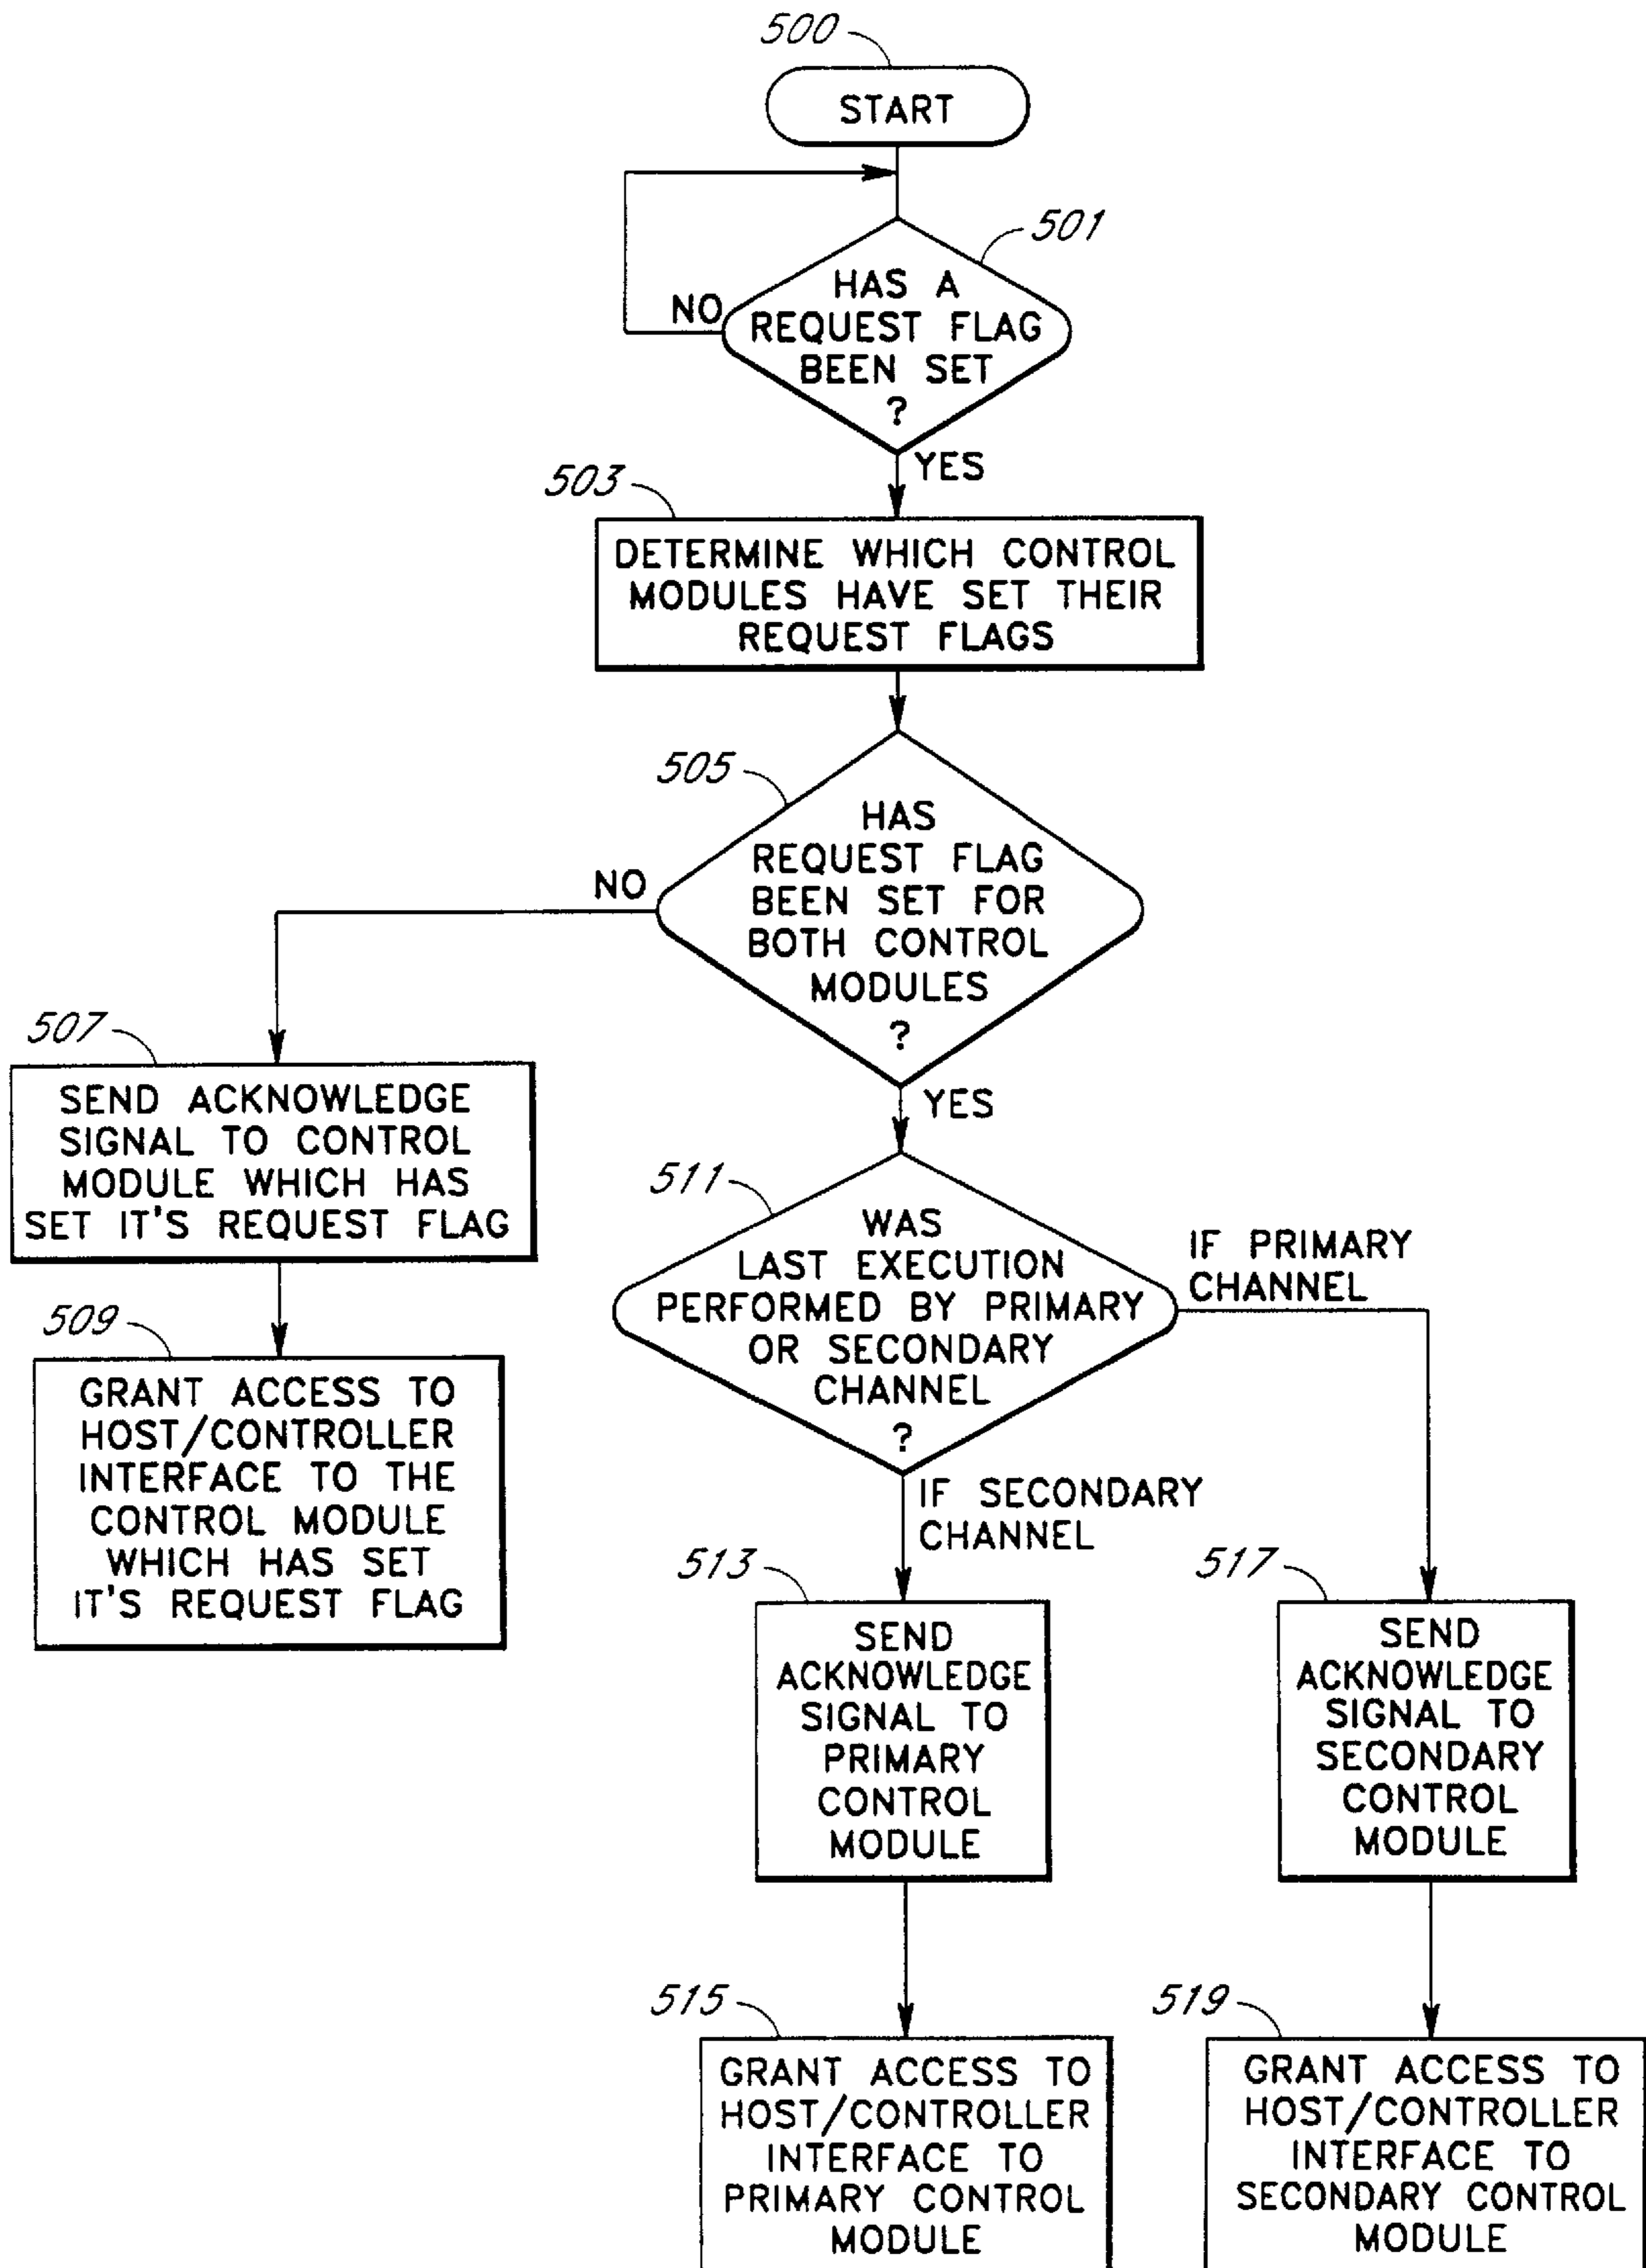 500
START
501
HAS A
REQUEST FLAG
BEEN SET
?
NO
YES
503
DETERMINE WHICH CONTROL
MODULES HAVE SET THEIR
REQUEST FLAGS
505
HAS
REQUEST FLAG
BEEN SET FOR
BOTH CONTROL
MODULES
?
NO
YES
507
SEND ACKNOWLEDGE
SIGNAL TO CONTROL
MODULE WHICH HAS
SET IT'S REQUEST FLAG
509
GRANT ACCESS TO
HOST/CONTROLLER
INTERFACE TO THE
CONTROL MODULE
WHICH HAS SET
IT'S REQUEST FLAG
511
WAS
LAST EXECUTION
PERFORMED BY PRIMARY
OR SECONDARY
CHANNEL
?
IF PRIMARY
CHANNEL
IF SECONDARY
CHANNEL
513
SEND
ACKNOWLEDGE
SIGNAL TO
PRIMARY
CONTROL
MODULE
517
SEND
ACKNOWLEDGE
SIGNAL TO
SECONDARY
CONTROL
MODULE
515
GRANT ACCESS TO
HOST/CONTROLLER
INTERFACE TO
PRIMARY CONTROL
MODULE
519
GRANT ACCESS TO
HOST/CONTROLLER
INTERFACE TO
SECONDARY CONTROL
MODULE